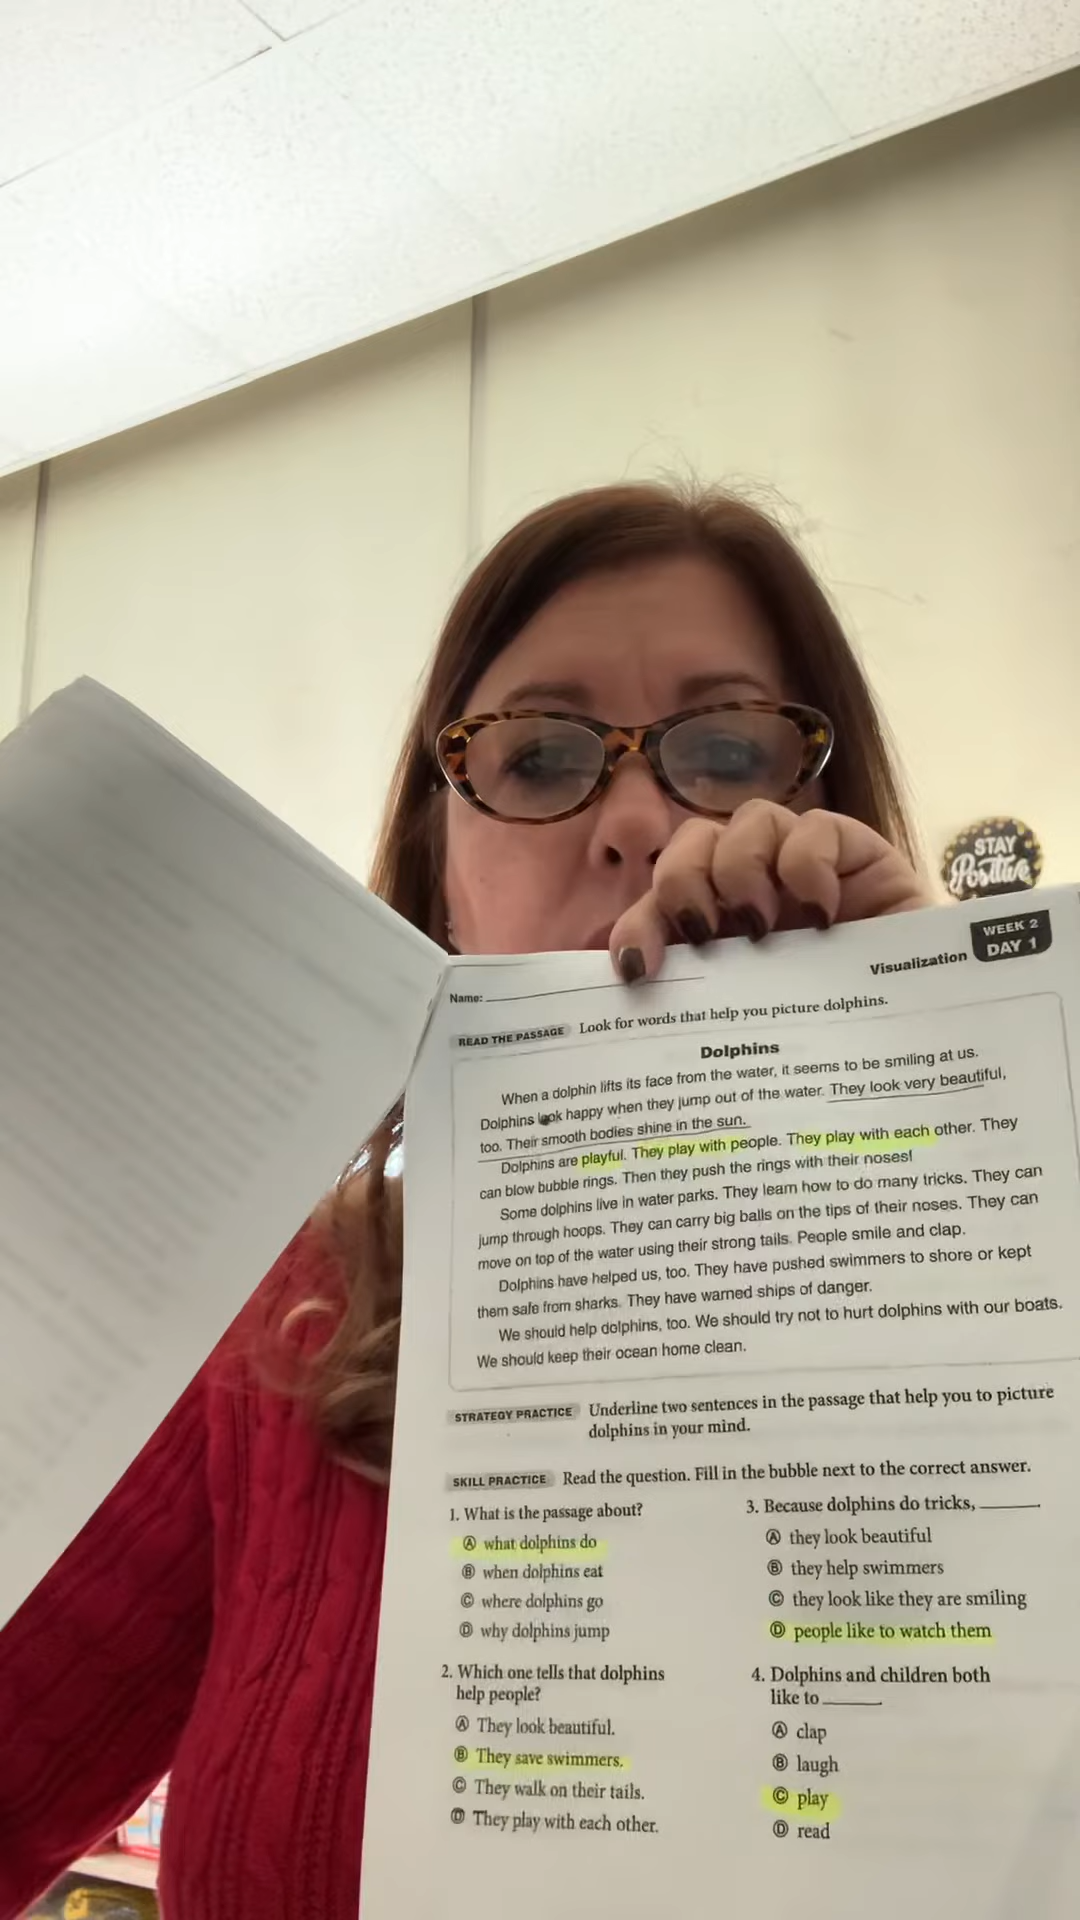 STAY
Positive
WEEK 2
DAY 1
Visualization
Name:
READ THE PASSAGE Look for words that help you picture dolphins.
Dolphins
When a dolphin lifts its face from the water, it seems to be smiling at us.
Dolphins look happy when they jump out of the water. They look very beautiful,
too. Their smooth bodies shine in the sun.
Dolphins are playful. They play with people. They play with each other. They
can blow bubble rings. Then they push the rings with their noses!
Some dolphins live in water parks. They learn how to do many tricks. They can
jump through hoops. They can carry big balls on the tips of their noses. They can
move on top of the water using their strong tails. People smile and clap.
Dolphins have helped us, too. They have pushed swimmers to shore or kept
them safe from sharks. They have warned ships of danger.
We should help dolphins, too. We should try not to hurt dolphins with our boats.
We should keep their ocean home clean.
STRATEGY PRACTICE Underline two sentences in the passage that help you to picture
dolphins in your mind.
SKILL PRACTICE Read the question. Fill in the bubble next to the correct answer.
1. What is the passage about?
Ⓐ what dolphins do
Ⓑ when dolphins eat
Ⓒ where dolphins go
Ⓓ why dolphins jump
2. Which one tells that dolphins
help people?
Ⓐ They look beautiful.
Ⓑ They save swimmers.
Ⓒ They walk on their tails.
Ⓓ They play with each other.
3. Because dolphins do tricks, ______.
Ⓐ they look beautiful
Ⓑ they help swimmers
Ⓒ they look like they are smiling
Ⓓ people like to watch them
4. Dolphins and children both
like to ______.
Ⓐ clap
Ⓑ laugh
Ⓒ play
Ⓓ read